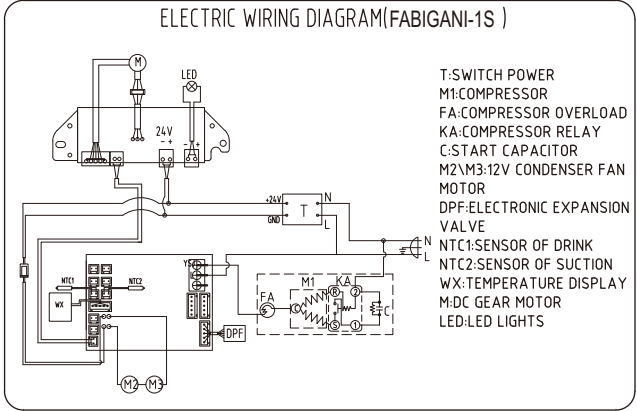 ELECTRIC WIRING DIAGRAM(FABIGANI-1S )
M
LED
24V
- +
- +
T:SWITCH POWER
M1:COMPRESSOR
FA:COMPRESSOR OVERLOAD
KA:COMPRESSOR RELAY
C:START CAPACITOR
M2\M3:12V CONDENSER FAN
MOTOR
DPF:ELECTRONIC EXPANSION
VALVE
NTC1:SENSOR OF DRINK
NTC2:SENSOR OF SUCTION
WX:TEMPERATURE DISPLAY
M:DC GEAR MOTOR
LED:LED LIGHTS
+24V
GND
T
N
L
N
L
NTC1
NTC2
WX
FA
M1
KA
R
2
S
1
C
DPF
M2
M3